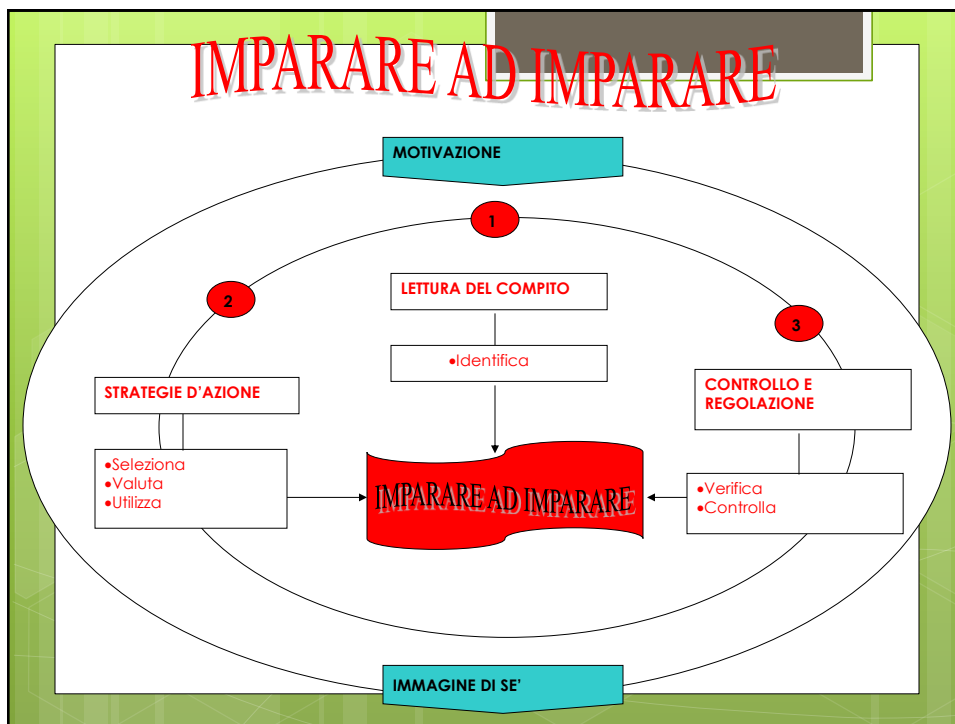 IMPARARE AD IMPARARE
MOTIVAZIONE
1
LETTURA DEL COMPITO
•Identifica
2
STRATEGIE D'AZIONE
•Seleziona
•Valuta
•Utilizza
3
CONTROLLO E
REGOLAZIONE
•Verifica
•Controlla
IMPARARE AD IMPARARE
IMMAGINE DI SE'